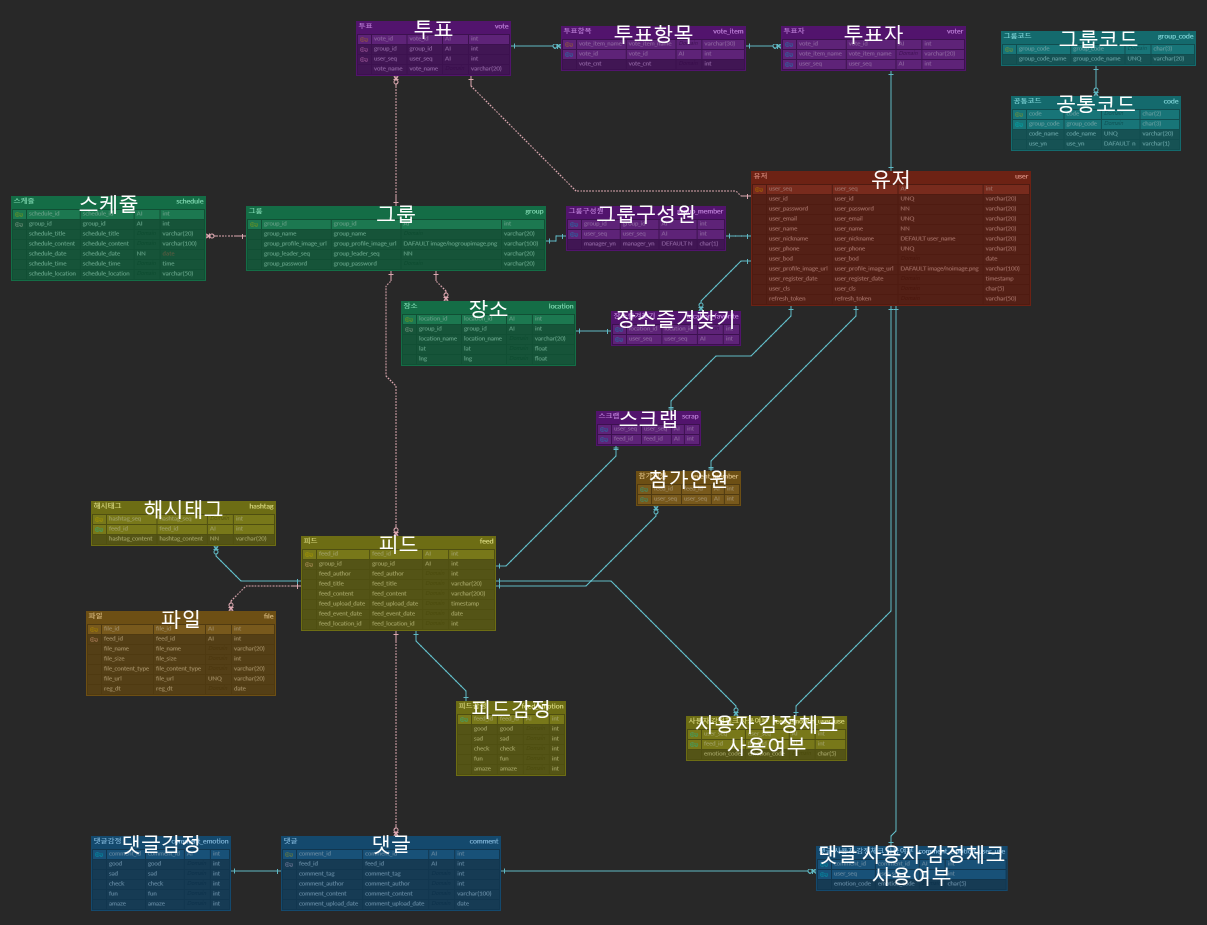 투표 vote
투표
vote_id vote_id AI int
group_id group_id AI int
user_seq user_seq AI int
vote_name vote_name varchar(20)
투표항목 vote_item
투표항목
vote_item_name varchar(20)
vote_id vote_id AI int
vote_cnt vote_cnt int
투표자 voter
투표자
vote_id vote_id AI int
vote_item_name vote_item_name varchar(20)
user_seq user_seq AI int
그룹코드 group_code
그룹코드
group_code
group_code_name group_code_name UNQ varchar(20)
공통코드 code
공통코드
code char(2)
group_code group_code char(3)
code_name code_name UNQ varchar(20)
use_yn use_yn DAFAULT n varchar(1)
유저 user
유저
user_seq user_seq int
user_id user_id UNQ varchar(20)
user_password user_password NN varchar(20)
user_email user_email UNQ varchar(20)
user_name user_name NN varchar(20)
user_nickname user_nickname DEFAULT user_name varchar(20)
user_phone user_phone UNQ varchar(20)
user_bod user_bod date
user_profile_image_url user_profile_image_url DAFAULT image/noimage.png varchar(100)
user_register_date user_register_date timestamp
user_cls user_cls char(5)
refresh_token refresh_token varchar(50)
스케쥴 schedule
스케쥴
schedule_id AI int
group_id group_id AI int
schedule_title schedule_title varchar(20)
schedule_content schedule_content varchar(100)
schedule_date schedule_date NN
schedule_time schedule_time time
schedule_location schedule_location varchar(50)
그룹 group
그룹
group_id group_id int
group_name group_name varchar(20)
group_profile_image_url group_profile_image_url DAFAULT image/nogroupimage.png varchar(100)
group_leader_seq group_leader_seq NN varchar(20)
group_password group_password varchar(20)
그룹구성원
그룹구성원
user_seq user_seq AI int
manager_yn manager_yn DEFAULT N char(1)
장소 location
장소
location_id location_id AI int
group_id group_id AI int
location_name location_name varchar(20)
lat lat float
lng lng float
장소즐겨찾기
user_seq user_seq AI int
스크랩 scrap
스크랩
user_seq user_seq AI int
feed_id feed_id AI int
참가인원
user_seq user_seq AI int
해시태그 hashtag
해시태그
hashtag_seq hashtag_seq int
feed_id feed_id AI int
hashtag_content hashtag_content NN varchar(20)
피드 feed
피드
feed_id feed_id AI int
group_id group_id AI int
feed_author feed_author int
feed_title feed_title varchar(20)
feed_content feed_content varchar(200)
feed_upload_date feed_upload_date timestamp
feed_event_date feed_event_date date
feed_location_id feed_location_id int
파일 file
파일
file_id file_id AI int
feed_id feed_id AI int
file_name file_name varchar(20)
file_size file_size int
file_content_type file_content_type varchar(20)
file_url file_url UNQ varchar(20)
reg_dt reg_dt date
피드감정
good good int
sad sad int
check check int
fun fun int
amaze amaze int
사용자 감정체크
사용여부
feed_id int
emotion_code char(3)
댓글감정
댓글감정
comment_id AI int
good good int
sad sad int
check check int
fun fun int
amaze amaze int
댓글 comment
댓글
comment_id comment_id AI int
feed_id feed_id AI int
comment_tag comment_tag int
comment_author comment_author int
comment_content comment_content varchar(100)
comment_upload_date comment_upload_date date
댓글 사용자 감정체크
사용여부
user_seq int
emotion_code char(3)